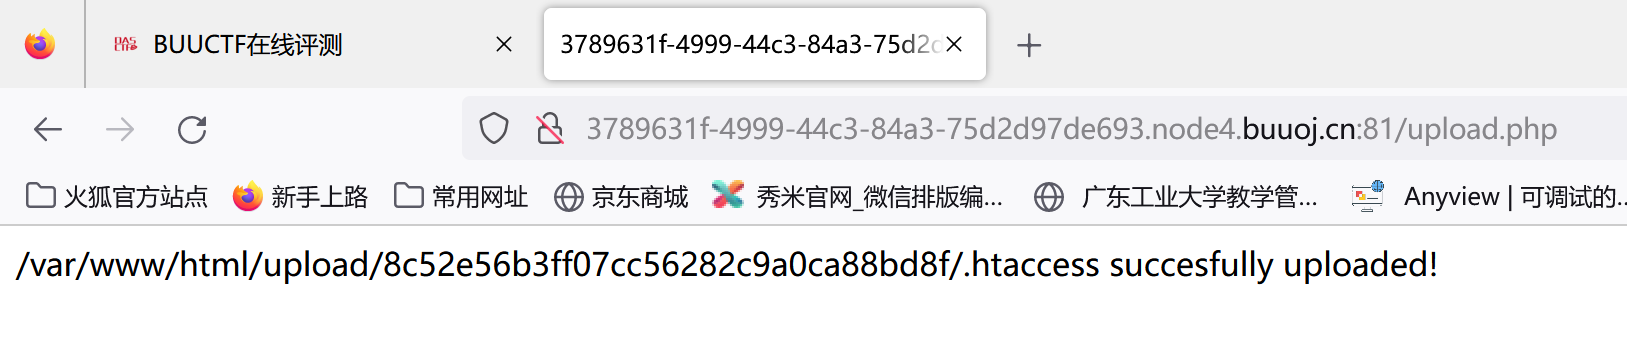 DAS CTF BUUCTF在线评测
3789631f-4999-44c3-84a3-75d2d
3789631f-4999-44c3-84a3-75d2d97de693.node4.buuoj.cn:81/upload.php
火狐官方站点 新手上路 常用网址 京东商城 秀米官网_微信排版编... 广东工业大学教学管... Anyview | 可调试的...
/var/www/html/upload/8c52e56b3ff07cc56282c9a0ca88bd8f/.htaccess succesfully uploaded!